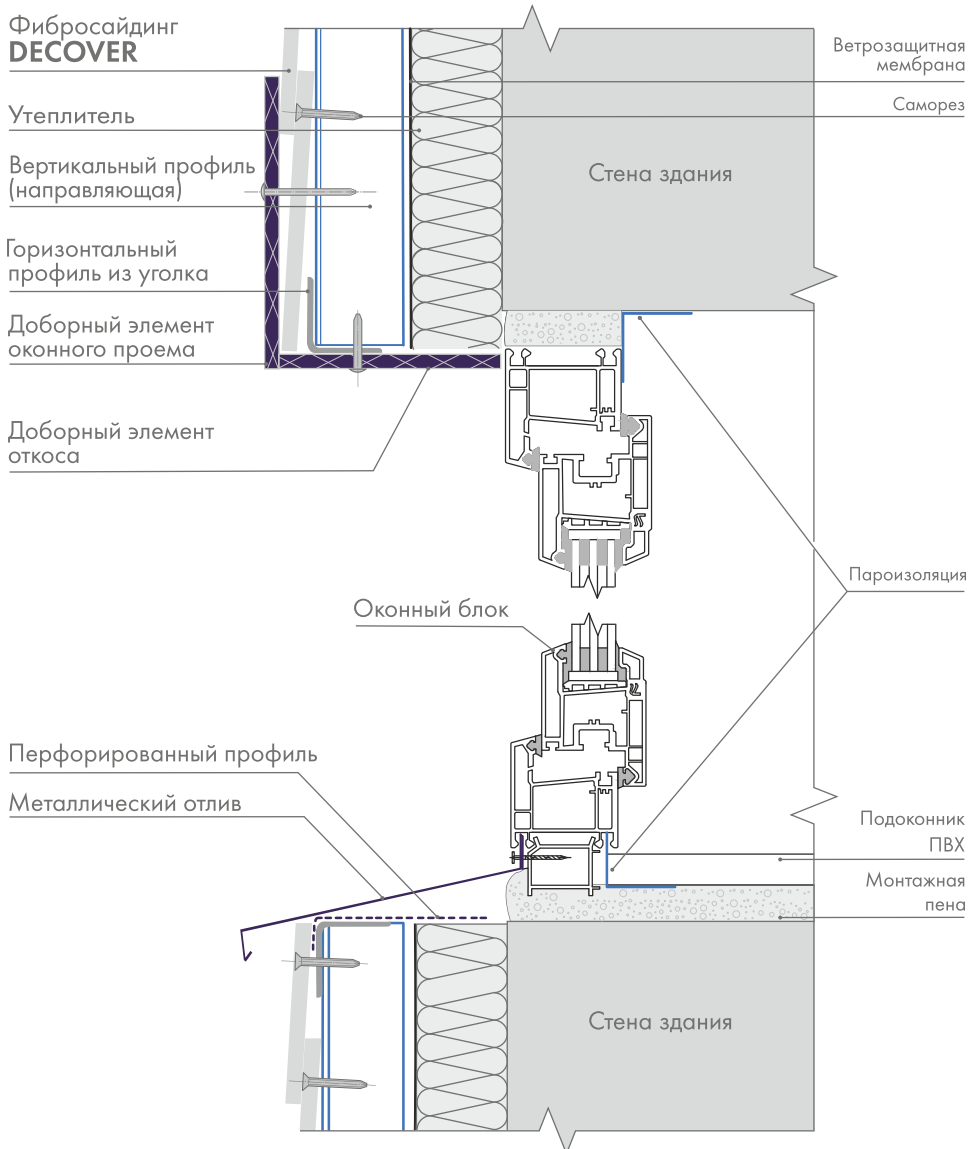 Фибросайдинг
DECOVER
Утеплитель
Вертикальный профиль
(направляющая)
Горизонтальный
профиль из уголка
Доборный элемент
оконного проема
Доборный элемент
откоса
Ветрозащитная
мембрана
Саморез
Стена здания
Пароизоляция
Оконный блок
Перфорированный профиль
Металлический отлив
Подоконник
ПВХ
Монтажная
пена
Стена здания